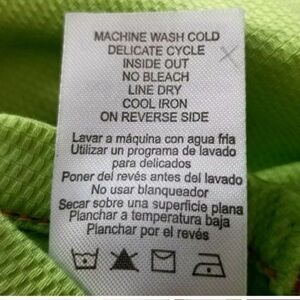 MACHINE WASH COLD
DELICATE CYCLE
INSIDE OUT
NO BLEACH
LINE DRY
COOL IRON
ON REVERSE SIDE
Lavar a máquina con agua fria
Utilizar un programa de lavado
para delicados
Poner del revés antes del lavado
No usar blanqueador
Secar sobre une superficie plana
Planchar a temperatura baja
Planchar por el revés